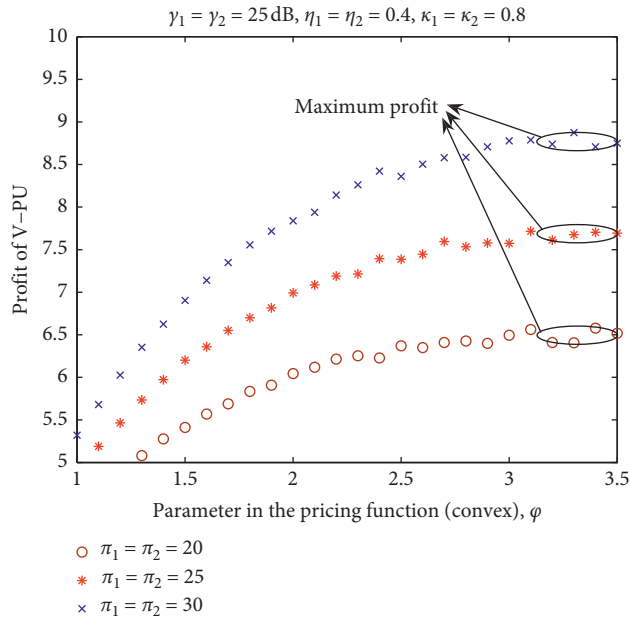 γ₁ = γ₂ = 25 dB, η₁ = η₂ = 0.4, κ₁ = κ₂ = 0.8
10
9.5
9
8.5
8
7.5
7
6.5
6
5.5
5
Profit of V–PU
Maximum profit
1 1.5 2 2.5 3 3.5
Parameter in the pricing function (convex), φ
π₁ = π₂ = 20
π₁ = π₂ = 25
π₁ = π₂ = 30